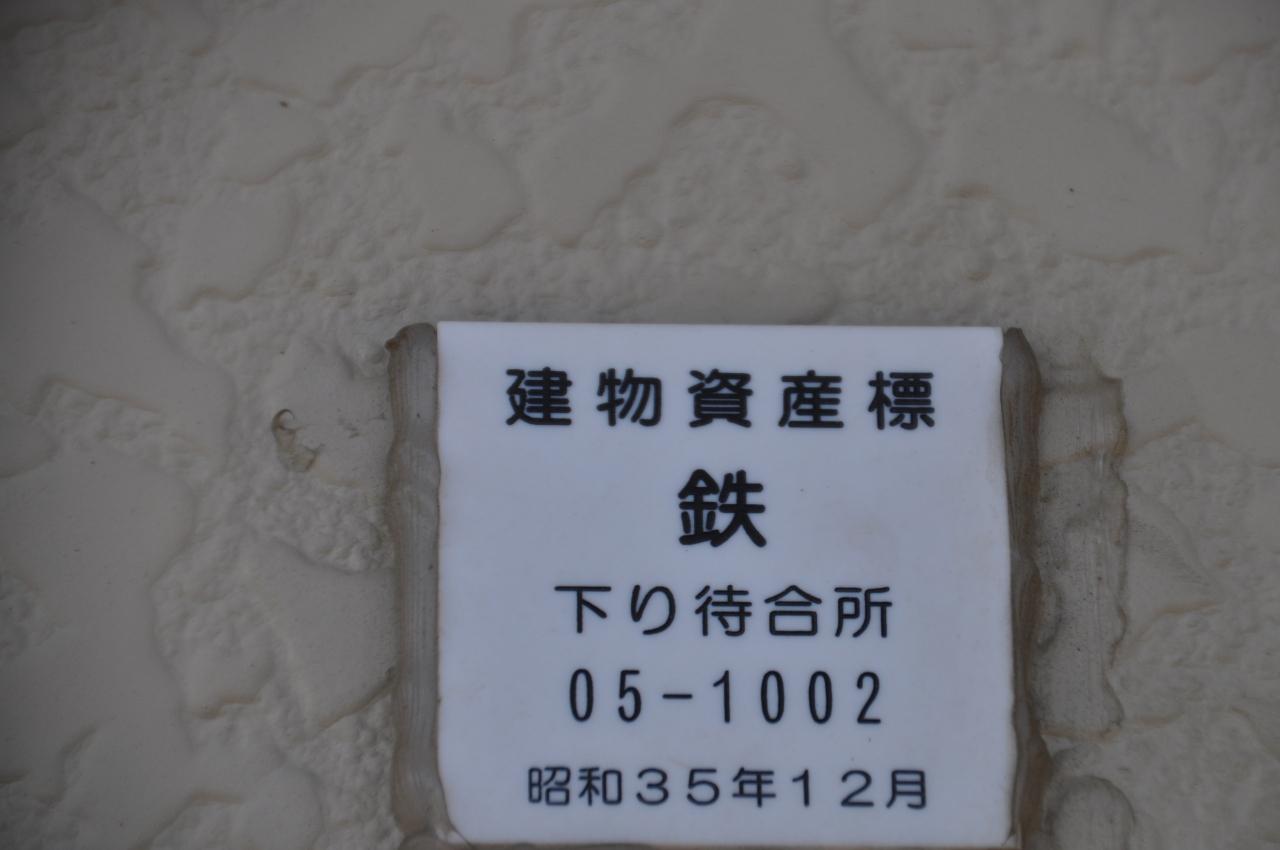 建物資産標
鉄
下り待合所
05-1002
昭和35年12月